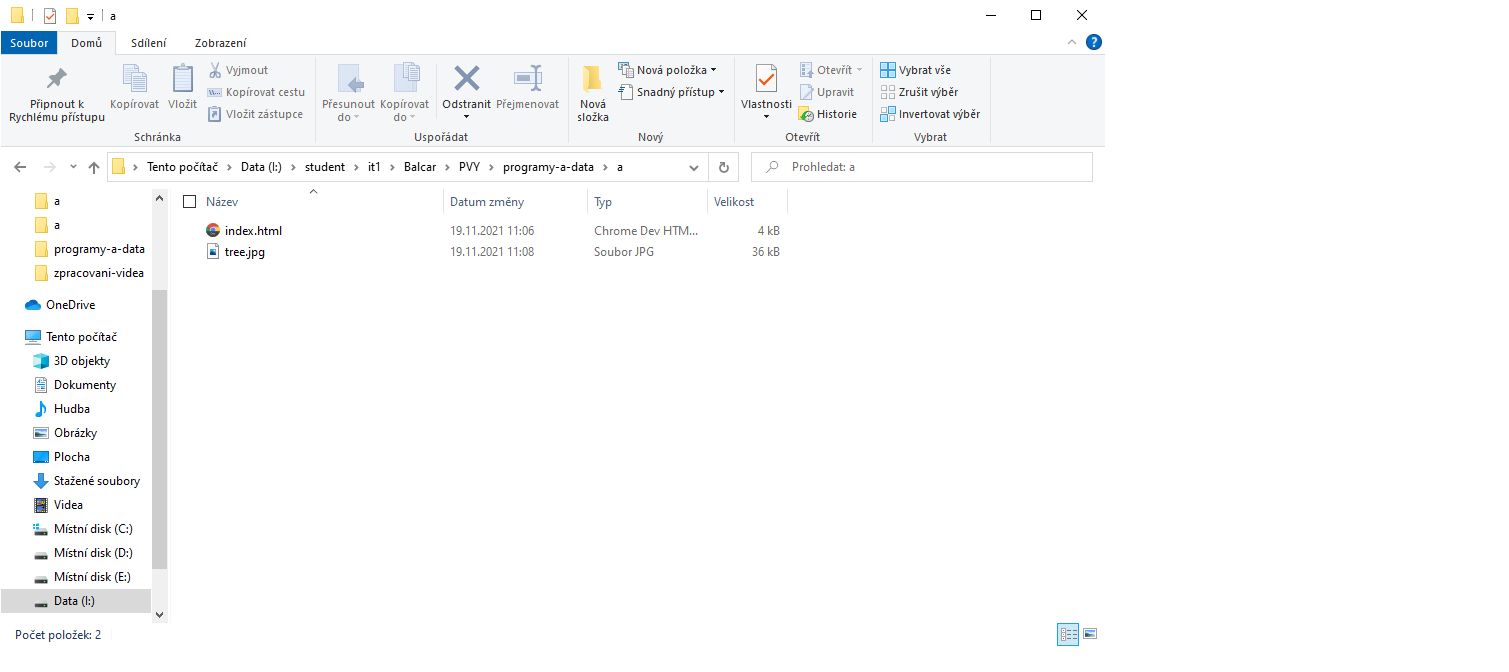 a
Soubor Domů Sdílení Zobrazení
Připnout k Rychlému přístupu
Kopírovat
Vložit
Vyjmout
Kopírovat cestu
Vložit zástupce
Schránka
Přesunout do
Kopírovat do
Odstranit
Přejmenovat
Uspořádat
Nová složka
Nová položka
Snadný přístup
Nový
Vlastnosti
Otevřít
Upravit
Historie
Otevřít
Vybrat vše
Zrušit výběr
Invertovat výběr
Vybrat
Tento počítač › Data (I:) › student › it1 › Balcar › PVY › programy-a-data › a
Prohledat: a
a
a
programy-a-data
zpracovani-videa
OneDrive
Tento počítač
3D objekty
Dokumenty
Hudba
Obrázky
Plocha
Stažené soubory
Videa
Místní disk (C:)
Místní disk (D:)
Místní disk (E:)
Data (I:)
Název Datum změny Typ Velikost
index.html 19.11.2021 11:06 Chrome Dev HTM... 4 kB
tree.jpg 19.11.2021 11:08 Soubor JPG 36 kB
Počet položek: 2